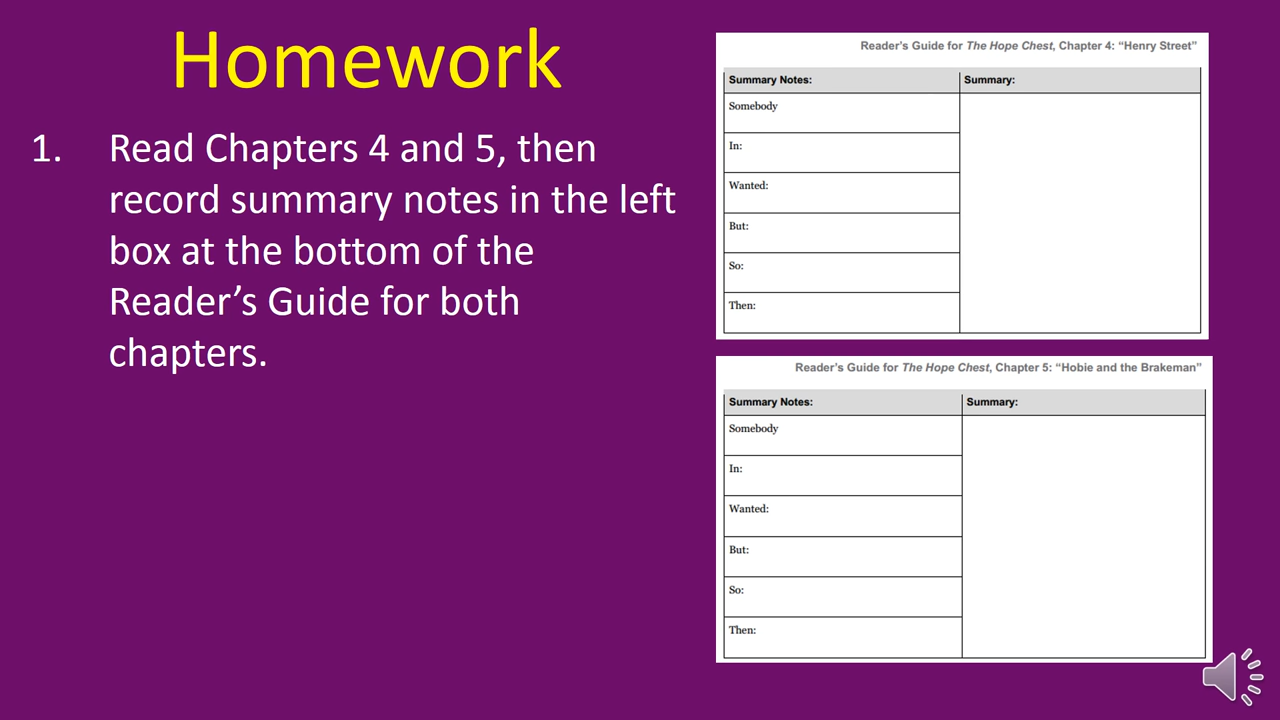 Homework
1. Read Chapters 4 and 5, then
record summary notes in the left
box at the bottom of the
Reader’s Guide for both
chapters.
Reader’s Guide for The Hope Chest, Chapter 4: “Henry Street”
Summary Notes: Summary:
Somebody
In:
Wanted:
But:
So:
Then:
Reader’s Guide for The Hope Chest, Chapter 5: “Hobie and the Brakeman”
Summary Notes: Summary:
Somebody
In:
Wanted:
But:
So:
Then: